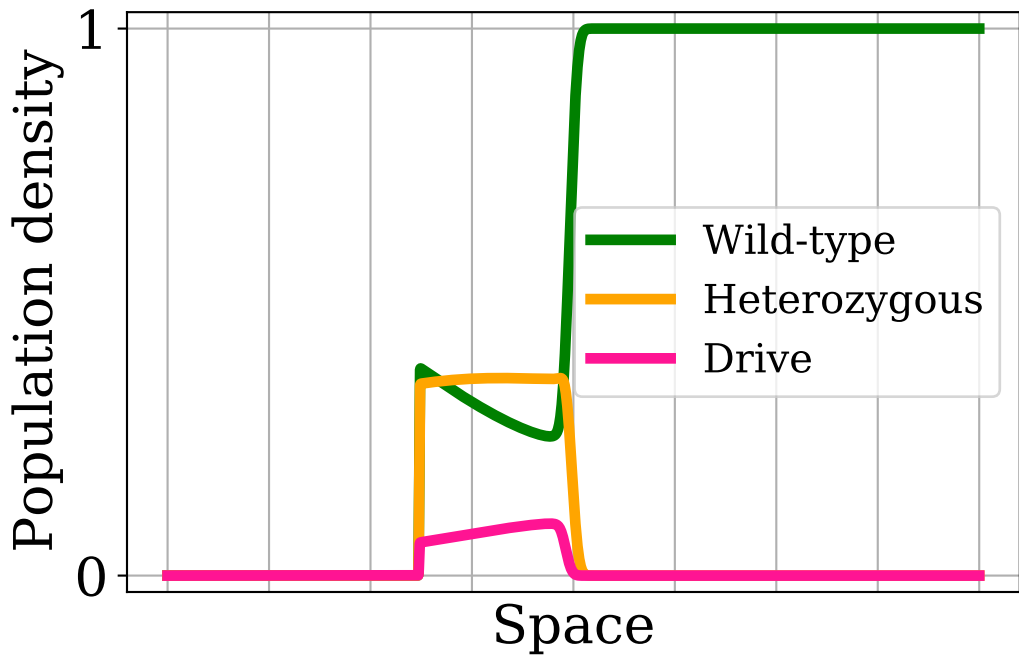 Population density
1
0
Space
Wild-type
Heterozygous
Drive